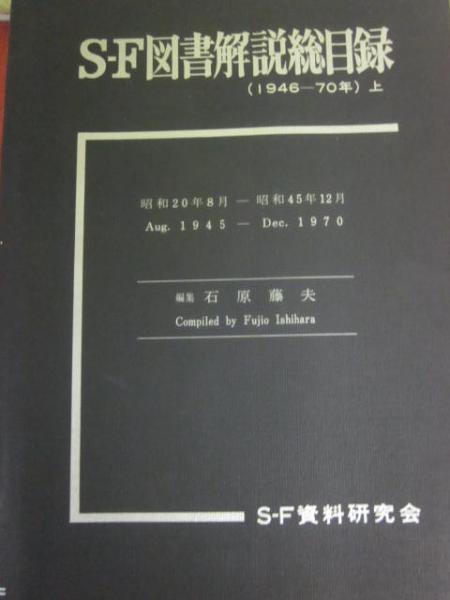 S-F図書解説総目録
(1946—70年)上
昭和20年8月 — 昭和45年12月
Aug. 1945 — Dec. 1970
編集 石原藤夫
Compiled by Fujio Ishihara
S-F資料研究会